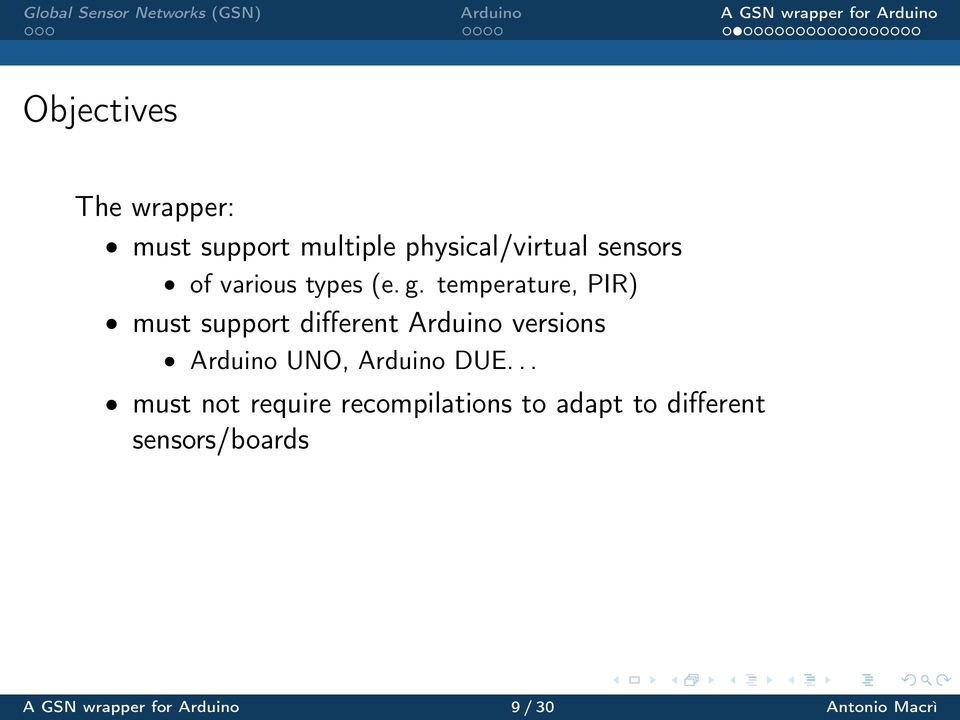 Global Sensor Networks (GSN) Arduino A GSN wrapper for Arduino
Objectives
The wrapper:
• must support multiple physical/virtual sensors
• of various types (e. g. temperature, PIR)
• must support different Arduino versions
• Arduino UNO, Arduino DUE. . .
• must not require recompilations to adapt to different
sensors/boards
A GSN wrapper for Arduino 9 / 30 Antonio Macrì